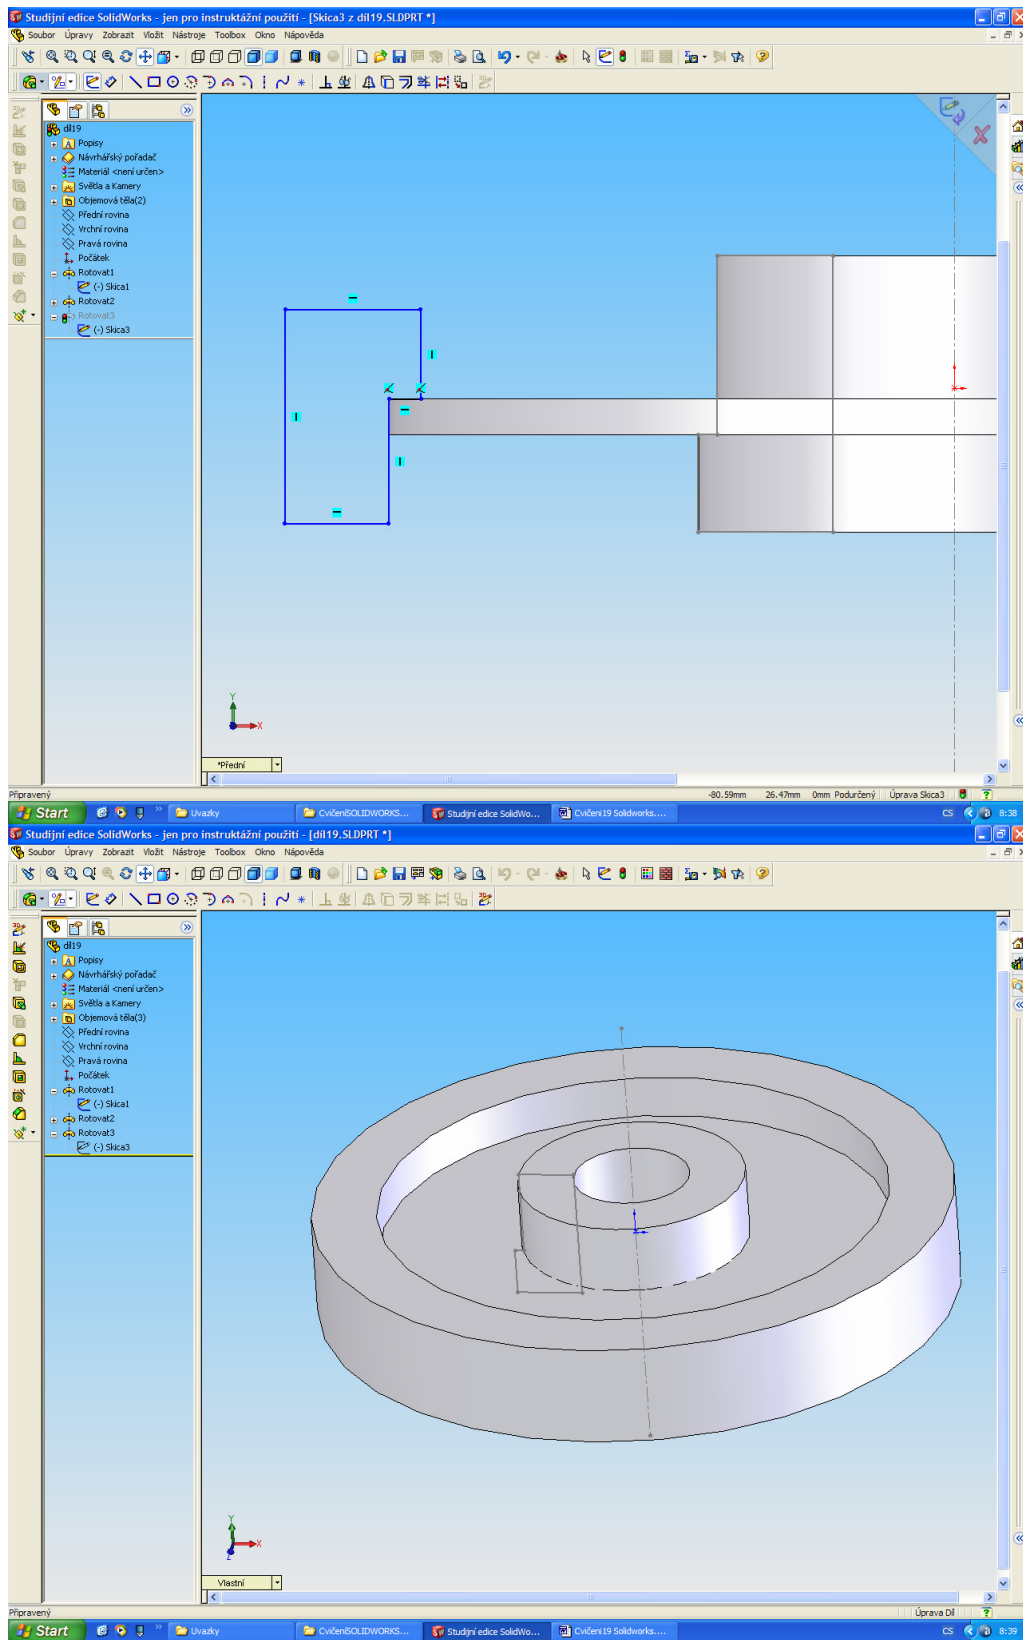 Studijní edice SolidWorks - jen pro instruktážní použití - [Skica3 z díl19.SLDPRT *]
Soubor Úpravy Zobrazit Vložit Nástroje Toolbox Okno Nápověda
díl19
Popisy
Návrhářský pořadač
Materiál <není určen>
Světla a Kamery
Objemová těla(2)
Přední rovina
Vrchní rovina
Pravá rovina
Počátek
Rotovat1
(-) Skica1
Rotovat2
Rotovat3
(-) Skica3
Y
X
*Přední
Připravený
-80.59mm 26.47mm 0mm Podurčený Úprava Skica3
Start Uvazky CvičeníSOLIDWORKS... Studijní edice SolidWo... Cvičeni19 Solidworks.... CS 8:38
Studijní edice SolidWorks - jen pro instruktážní použití - [díl19.SLDPRT *]
Soubor Úpravy Zobrazit Vložit Nástroje Toolbox Okno Nápověda
díl19
Popisy
Návrhářský pořadač
Materiál <není určen>
Světla a Kamery
Objemová těla(3)
Přední rovina
Vrchní rovina
Pravá rovina
Počátek
Rotovat1
(-) Skica1
Rotovat2
Rotovat3
(-) Skica3
Y
X
Z
Vlastní
Připravený
Úprava Díl
Start Uvazky CvičeníSOLIDWORKS... Studijní edice SolidWo... Cvičeni19 Solidworks.... CS 8:39